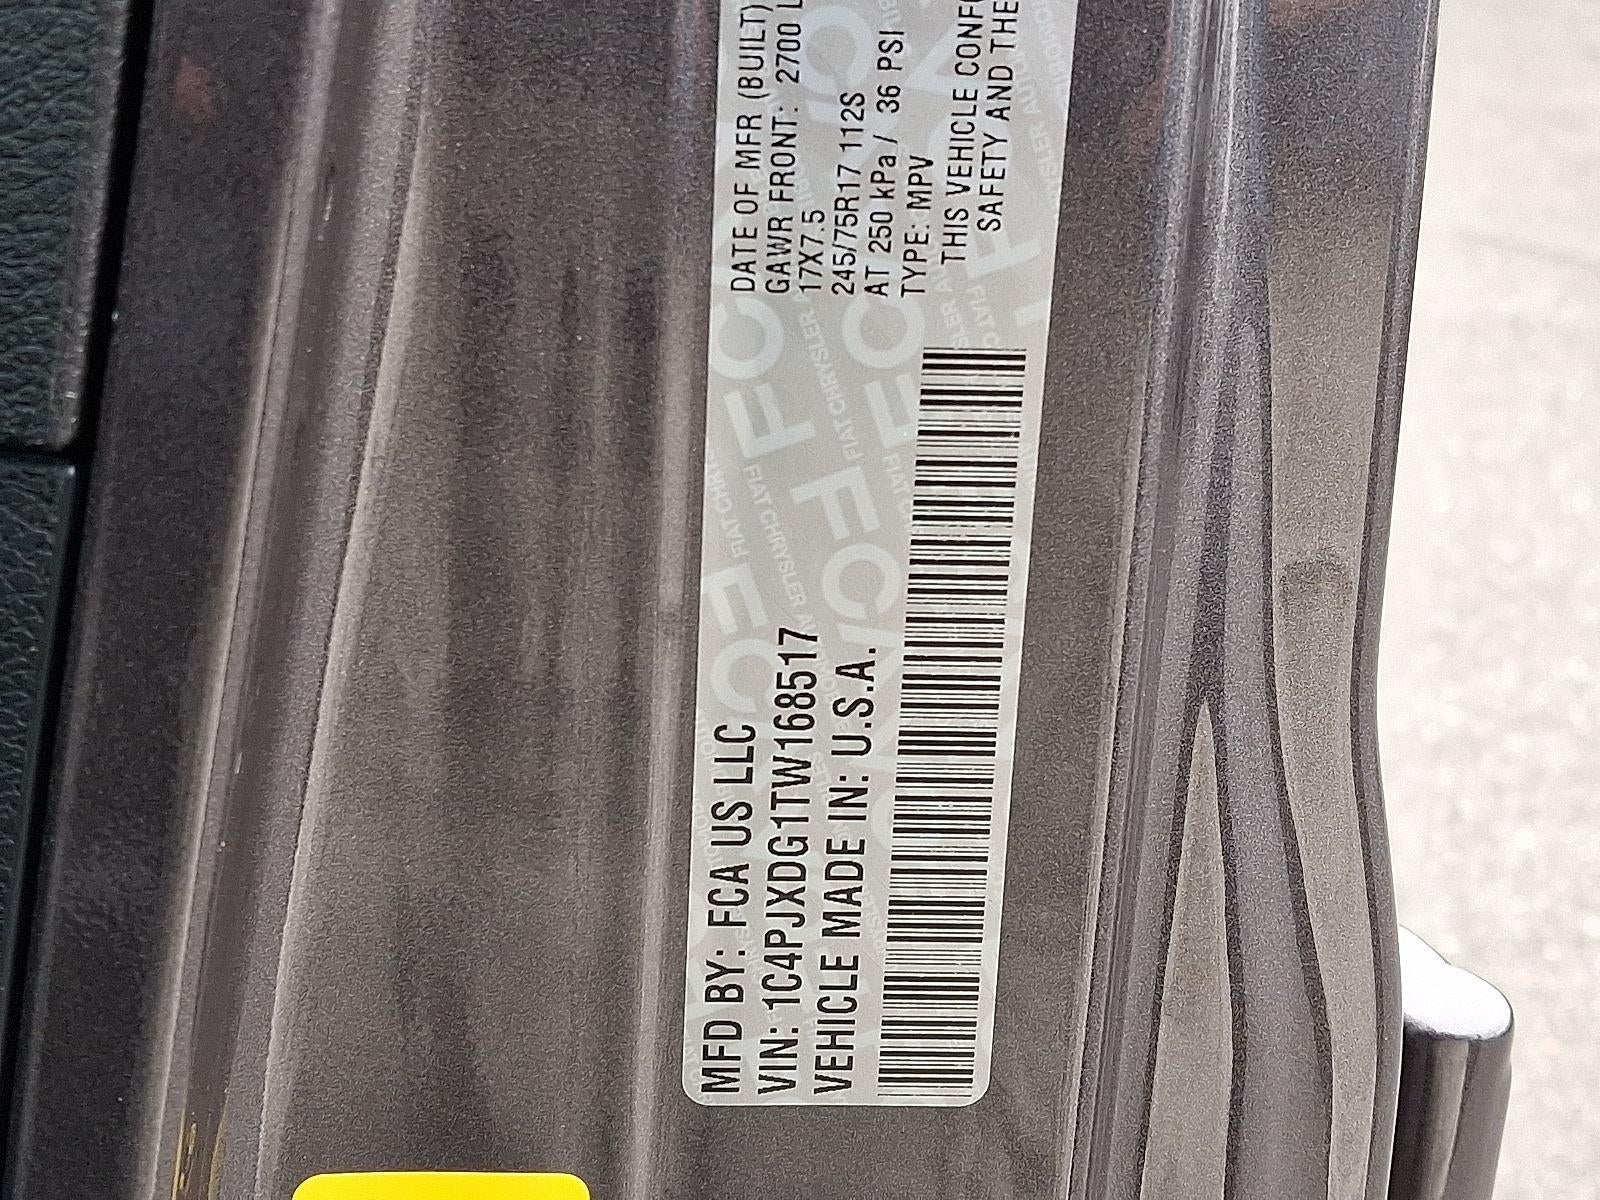 MFD BY: FCA US LLC
VIN: 1C4PJXDG1TW168517
VEHICLE MADE IN: U.S.A.
DATE OF MFR (BUILT)
GAWR FRONT: 2700 L
17X7.5
245/75R17 112S
AT 250 kPa / 36 PSI
TYPE: MPV
THIS VEHICLE CONFO
SAFETY AND THE